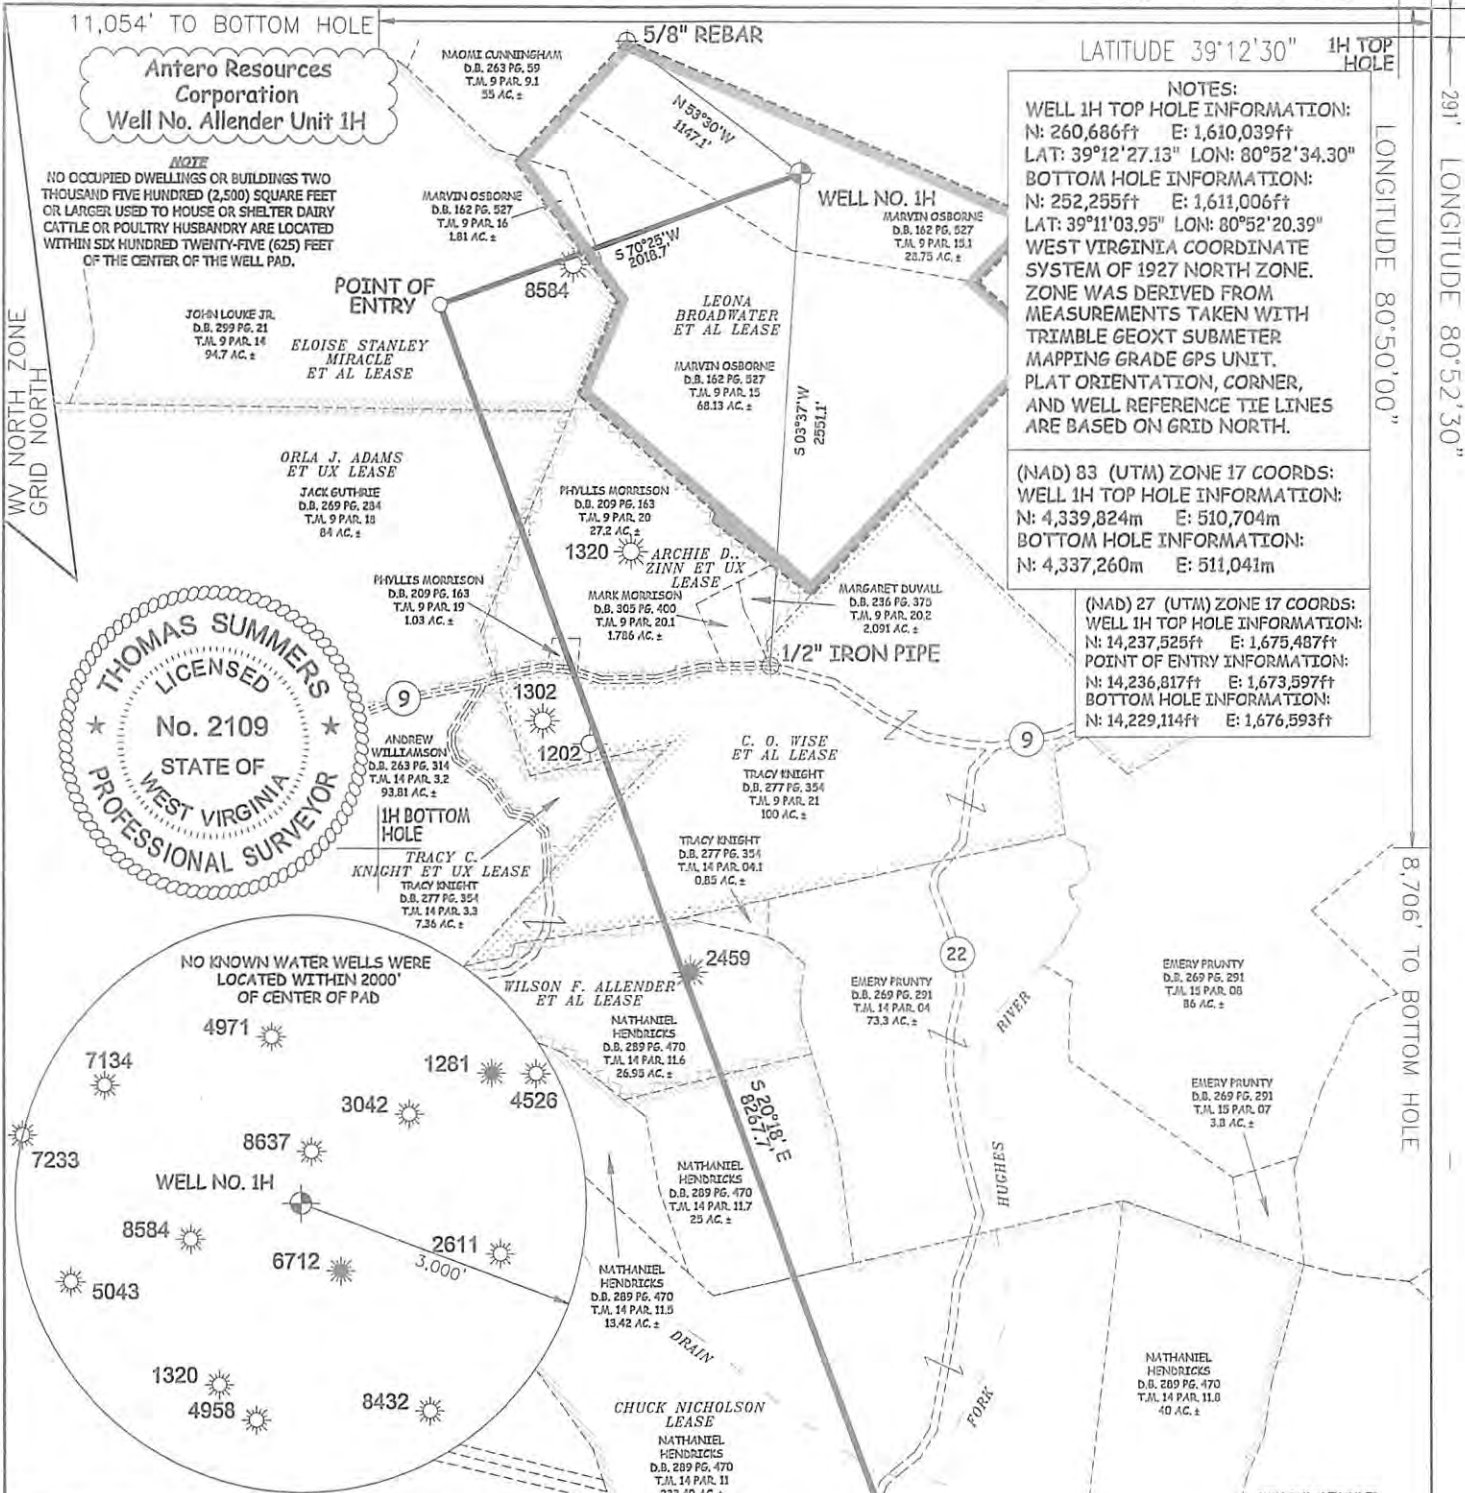 11,054' TO BOTTOM HOLE
Antero Resources
Corporation
Well No. Allender Unit 1H
NOTE
NO OCCUPIED DWELLINGS OR BUILDINGS TWO
THOUSAND FIVE HUNDRED (2,500) SQUARE FEET
OR LARGER USED TO HOUSE OR SHELTER DAIRY
CATTLE OR POULTRY HUSBANDRY ARE LOCATED
WITHIN SIX HUNDRED TWENTY-FIVE (625) FEET
OF THE CENTER OF THE WELL PAD.
NAOMI CUNNINGHAM
D.B. 263 PG. 59
T.M. 9 PAR. 9.1
55 AC. ±
5/8" REBAR
N 53°30'W
1147.1'
LATITUDE 39°12'30"
1H TOP
HOLE
291'
LONGITUDE 80°50'00"
LONGITUDE 80°52'30"
NOTES:
WELL 1H TOP HOLE INFORMATION:
N: 260,686ft E: 1,610,039ft
LAT: 39°12'27.13" LON: 80°52'34.30"
BOTTOM HOLE INFORMATION:
N: 252,255ft E: 1,611,006ft
LAT: 39°11'03.95" LON: 80°52'20.39"
WEST VIRGINIA COORDINATE
SYSTEM OF 1927 NORTH ZONE.
ZONE WAS DERIVED FROM
MEASUREMENTS TAKEN WITH
TRIMBLE GEOXT SUBMETER
MAPPING GRADE GPS UNIT.
PLAT ORIENTATION, CORNER,
AND WELL REFERENCE TIE LINES
ARE BASED ON GRID NORTH.
(NAD) 83 (UTM) ZONE 17 COORDS:
WELL 1H TOP HOLE INFORMATION:
N: 4,339,824m E: 510,704m
BOTTOM HOLE INFORMATION:
N: 4,337,260m E: 511,041m
(NAD) 27 (UTM) ZONE 17 COORDS:
WELL 1H TOP HOLE INFORMATION:
N: 14,237,525ft E: 1,675,487ft
POINT OF ENTRY INFORMATION:
N: 14,236,817ft E: 1,673,597ft
BOTTOM HOLE INFORMATION:
N: 14,229,114ft E: 1,676,593ft
MARVIN OSBORNE
D.B. 162 PG. 527
T.M. 9 PAR. 16
1.81 AC. ±
WELL NO. 1H
MARVIN OSBORNE
D.B. 162 PG. 527
T.M. 9 PAR. 15.1
28.75 AC. ±
S 70°25'W
2018.7'
8584
POINT OF
ENTRY
JOHN LOUKE JR.
D.B. 299 PG. 21
T.M. 9 PAR. 14
94.7 AC. ±
ELOISE STANLEY
MIRACLE
ET AL LEASE
LEONA
BROADWATER
ET AL LEASE
MARVIN OSBORNE
D.B. 162 PG. 527
T.M. 9 PAR. 15
68.13 AC. ±
S 03°37'W
2551.1'
WV NORTH ZONE
GRID NORTH
ORLA J. ADAMS
ET UX LEASE
JACK GUTHRIE
D.B. 269 PG. 284
T.M. 9 PAR. 18
84 AC. ±
PHYLLIS MORRISON
D.B. 209 PG. 163
T.M. 9 PAR. 20
27.2 AC. ±
1320
ARCHIE D..
ZINN ET UX
LEASE
PHYLLIS MORRISON
D.B. 209 PG. 163
T.M. 9 PAR. 19
1.03 AC. ±
MARK MORRISON
D.B. 305 PG. 400
T.M. 9 PAR. 20.1
1.786 AC. ±
MARGARET DUVALL
D.B. 236 PG. 375
T.M. 9 PAR. 20.2
2.091 AC. ±
1/2" IRON PIPE
THOMAS SUMMERS
LICENSED
No. 2109
STATE OF
WEST VIRGINIA
PROFESSIONAL SURVEYOR
9
1302
1202
9
ANDREW
WILLIAMSON
D.B. 263 PG. 314
T.M. 14 PAR. 3.2
93.81 AC. ±
C. O. WISE
ET AL LEASE
TRACY KNIGHT
D.B. 277 PG. 354
T.M. 9 PAR. 21
100 AC. ±
1H BOTTOM
HOLE
TRACY C.
KNIGHT ET UX LEASE
TRACY KNIGHT
D.B. 277 PG. 354
T.M. 14 PAR. 3.3
7.36 AC. ±
TRACY KNIGHT
D.B. 277 PG. 354
T.M. 14 PAR. 04.1
0.85 AC. ±
8,706' TO BOTTOM HOLE
2459
22
WILSON F. ALLENDER
ET AL LEASE
NATHANIEL
HENDRICKS
D.B. 289 PG. 470
T.M. 14 PAR. 11.6
26.95 AC. ±
EMERY PRUNTY
D.B. 269 PG. 291
T.M. 14 PAR. 04
73.3 AC. ±
RIVER
EMERY PRUNTY
D.B. 269 PG. 291
T.M. 15 PAR. 08
86 AC. ±
EMERY PRUNTY
D.B. 269 PG. 291
T.M. 15 PAR. 07
3.8 AC. ±
NO KNOWN WATER WELLS WERE
LOCATED WITHIN 2000'
OF CENTER OF PAD
4971
7134
1281
4526
3042
8637
7233
WELL NO. 1H
8584
2611
6712
3,000'
5043
1320
4958
8432
S 20°18' E
8267.7'
HUGHES
NATHANIEL
HENDRICKS
D.B. 289 PG. 470
T.M. 14 PAR. 11.7
25 AC. ±
NATHANIEL
HENDRICKS
D.B. 289 PG. 470
T.M. 14 PAR. 11.5
13.42 AC. ±
DRAIN
FORK
NATHANIEL
HENDRICKS
D.B. 289 PG. 470
T.M. 14 PAR. 11.8
40 AC. ±
CHUCK NICHOLSON
LEASE
NATHANIEL
HENDRICKS
D.B. 289 PG. 470
T.M. 14 PAR. 11